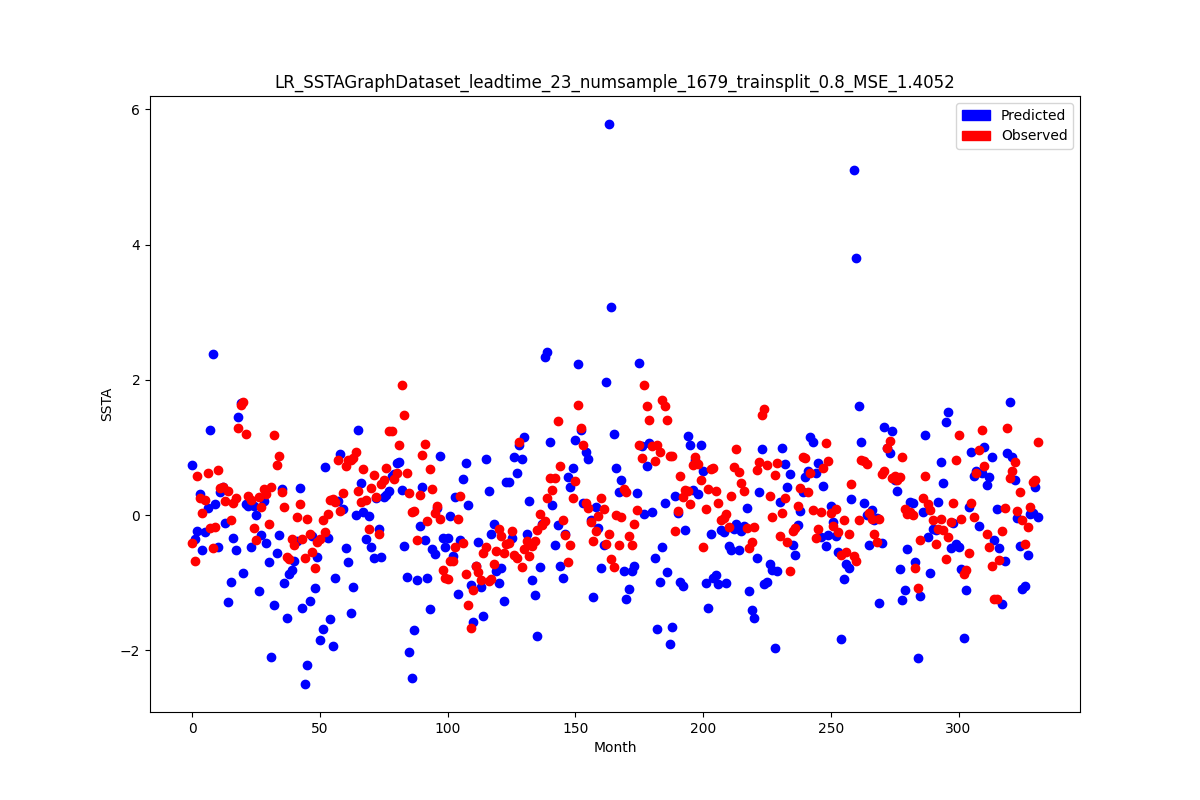 LR_SSTAGraphDataset_leadtime_23_numsample_1679_trainsplit_0.8_MSE_1.4052
Predicted
Observed
6
4
2
0
−2
SSTA
0 50 100 150 200 250 300
Month